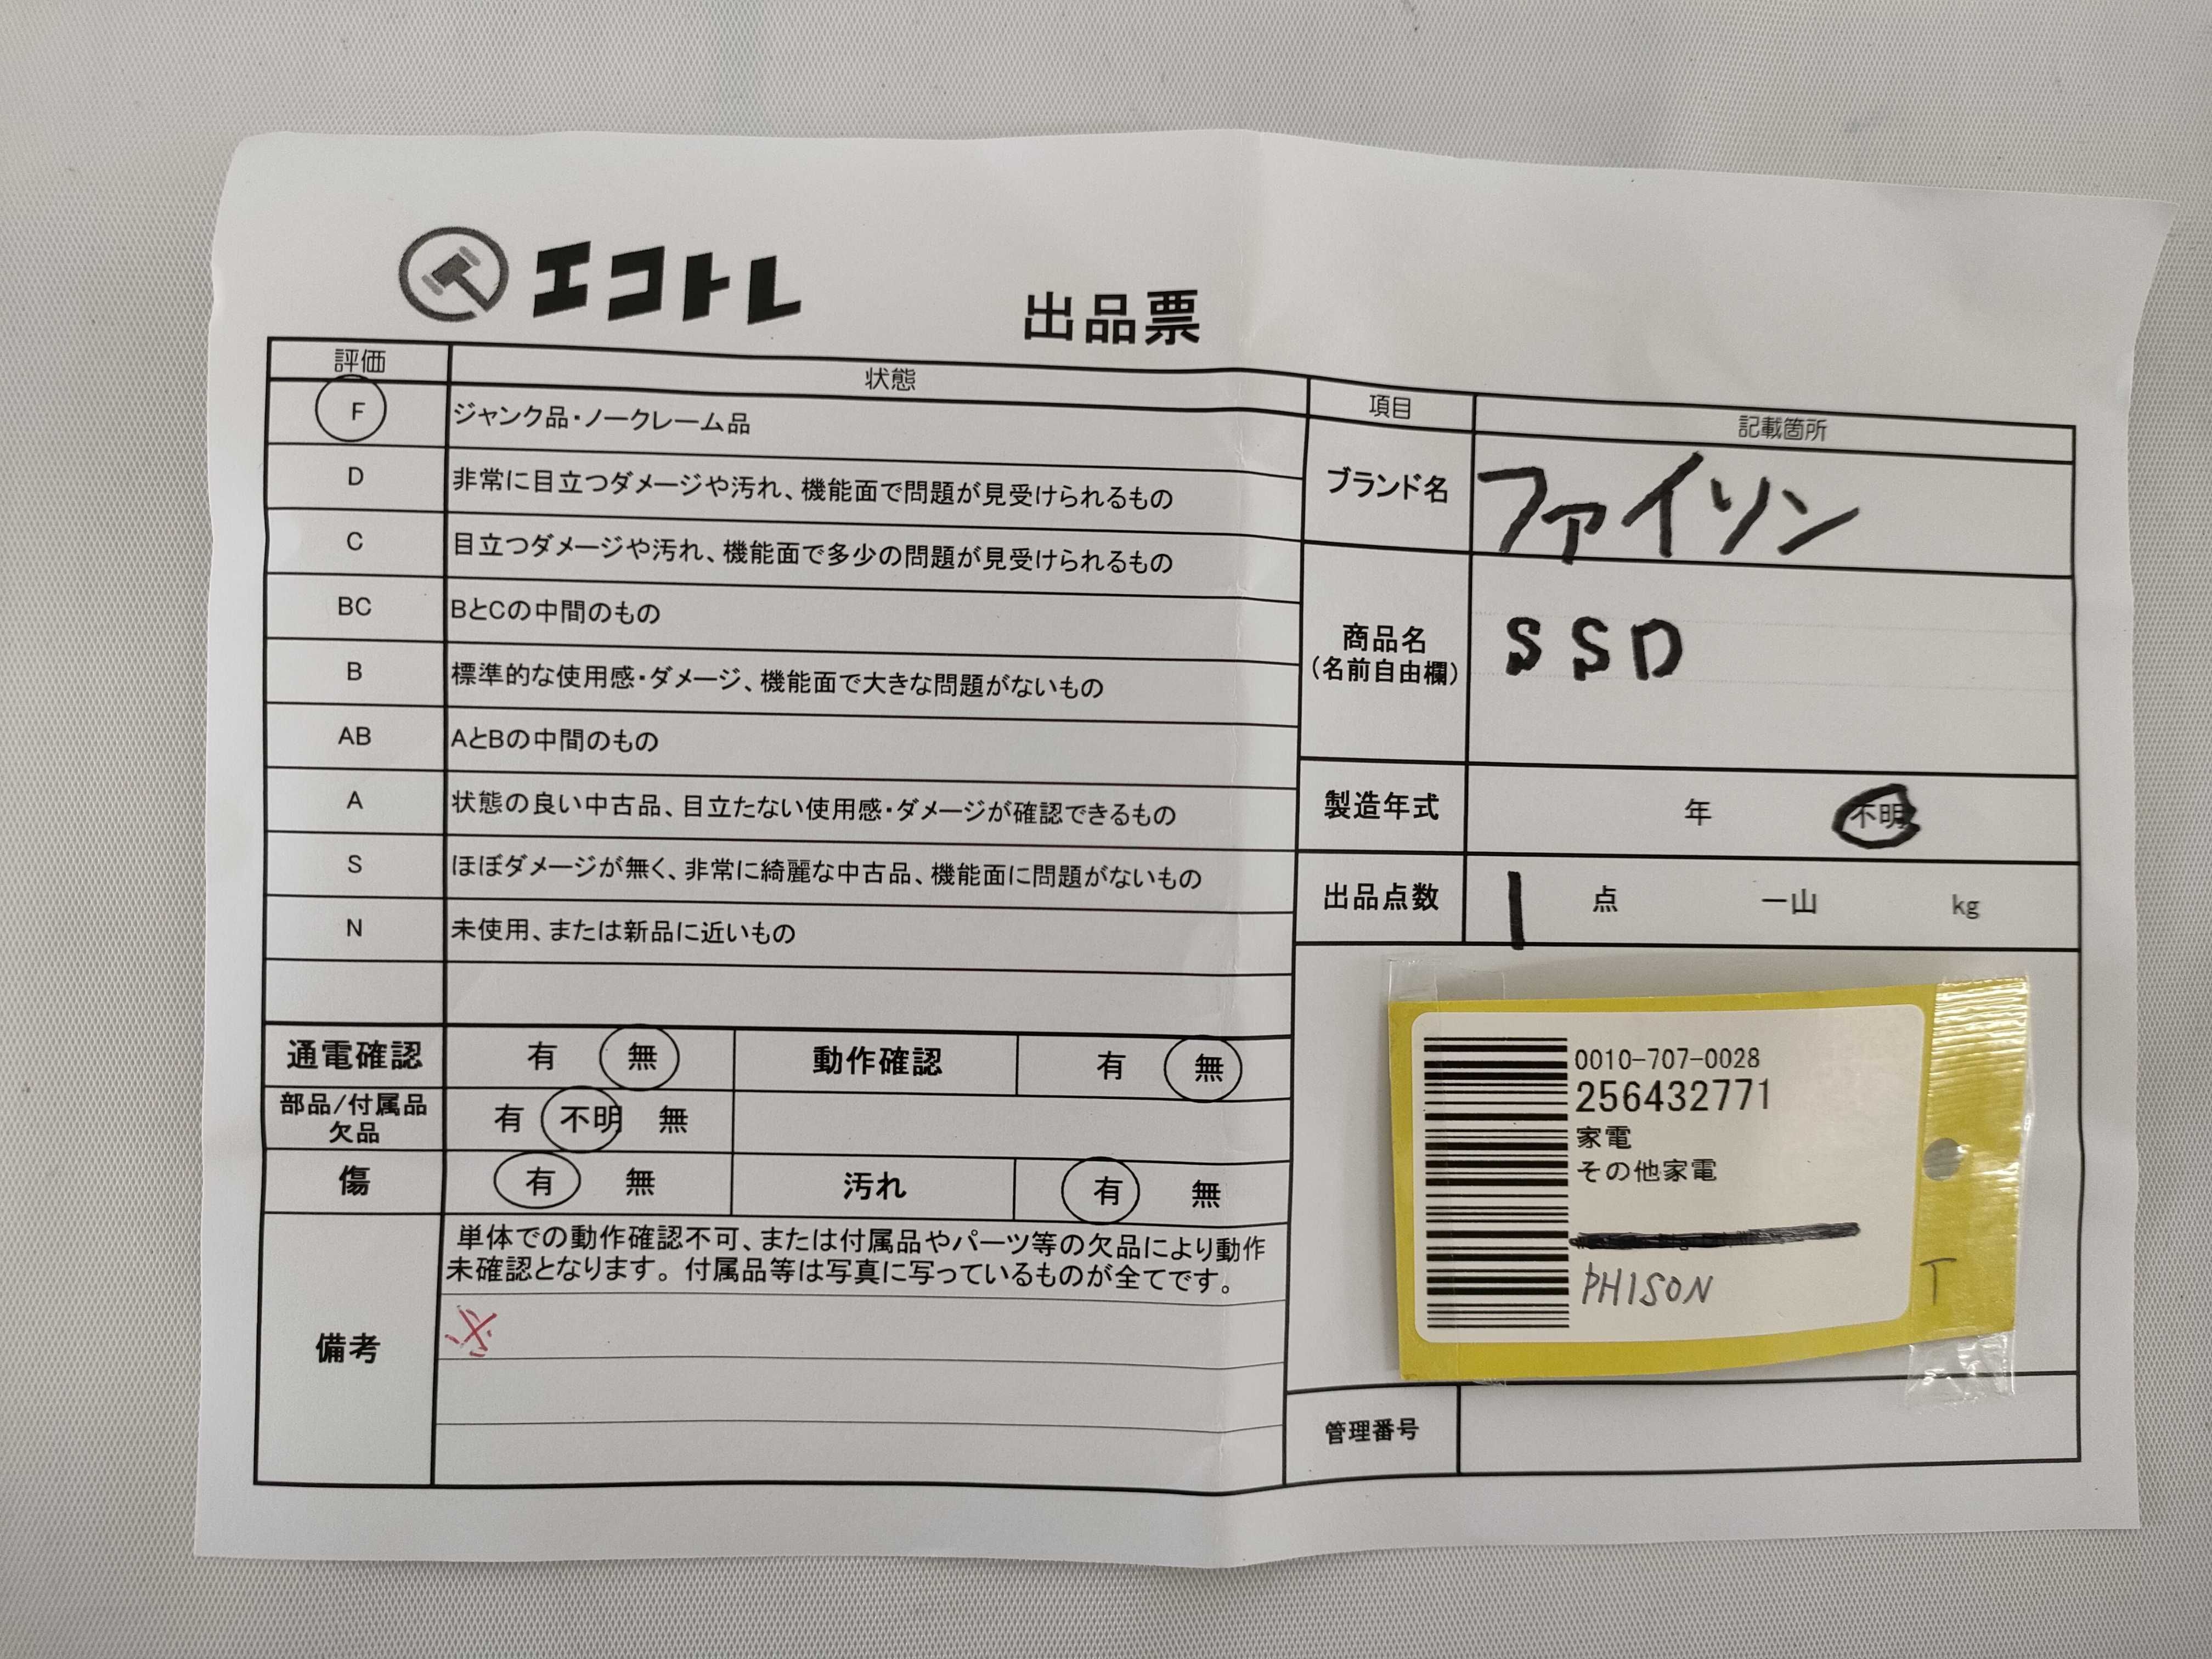 エコトレ
出品票
評価 状態
F ジャンク品・ノークレーム品
D 非常に目立つダメージや汚れ、機能面で問題が見受けられるもの
C 目立つダメージや汚れ、機能面で多少の問題が見受けられるもの
BC BとCの中間のもの
B 標準的な使用感・ダメージ、機能面で大きな問題がないもの
AB AとBの中間のもの
A 状態の良い中古品、目立たない使用感・ダメージが確認できるもの
S ほぼダメージが無く、非常に綺麗な中古品、機能面に問題がないもの
N 未使用、または新品に近いもの
通電確認 有 無 動作確認 有 無
部品/付属品
欠品 有 不明 無
傷 有 無 汚れ 有 無
備考
単体での動作確認不可、または付属品やパーツ等の欠品により動作
未確認となります。付属品等は写真に写っているものが全てです。
項目 記載箇所
ブランド名 ファイソン
商品名
(名前自由欄) SSD
製造年式 年 不明
出品点数 1 点 一山 kg
0010-707-0028
256432771
家電
その他家電
PHISON T
管理番号